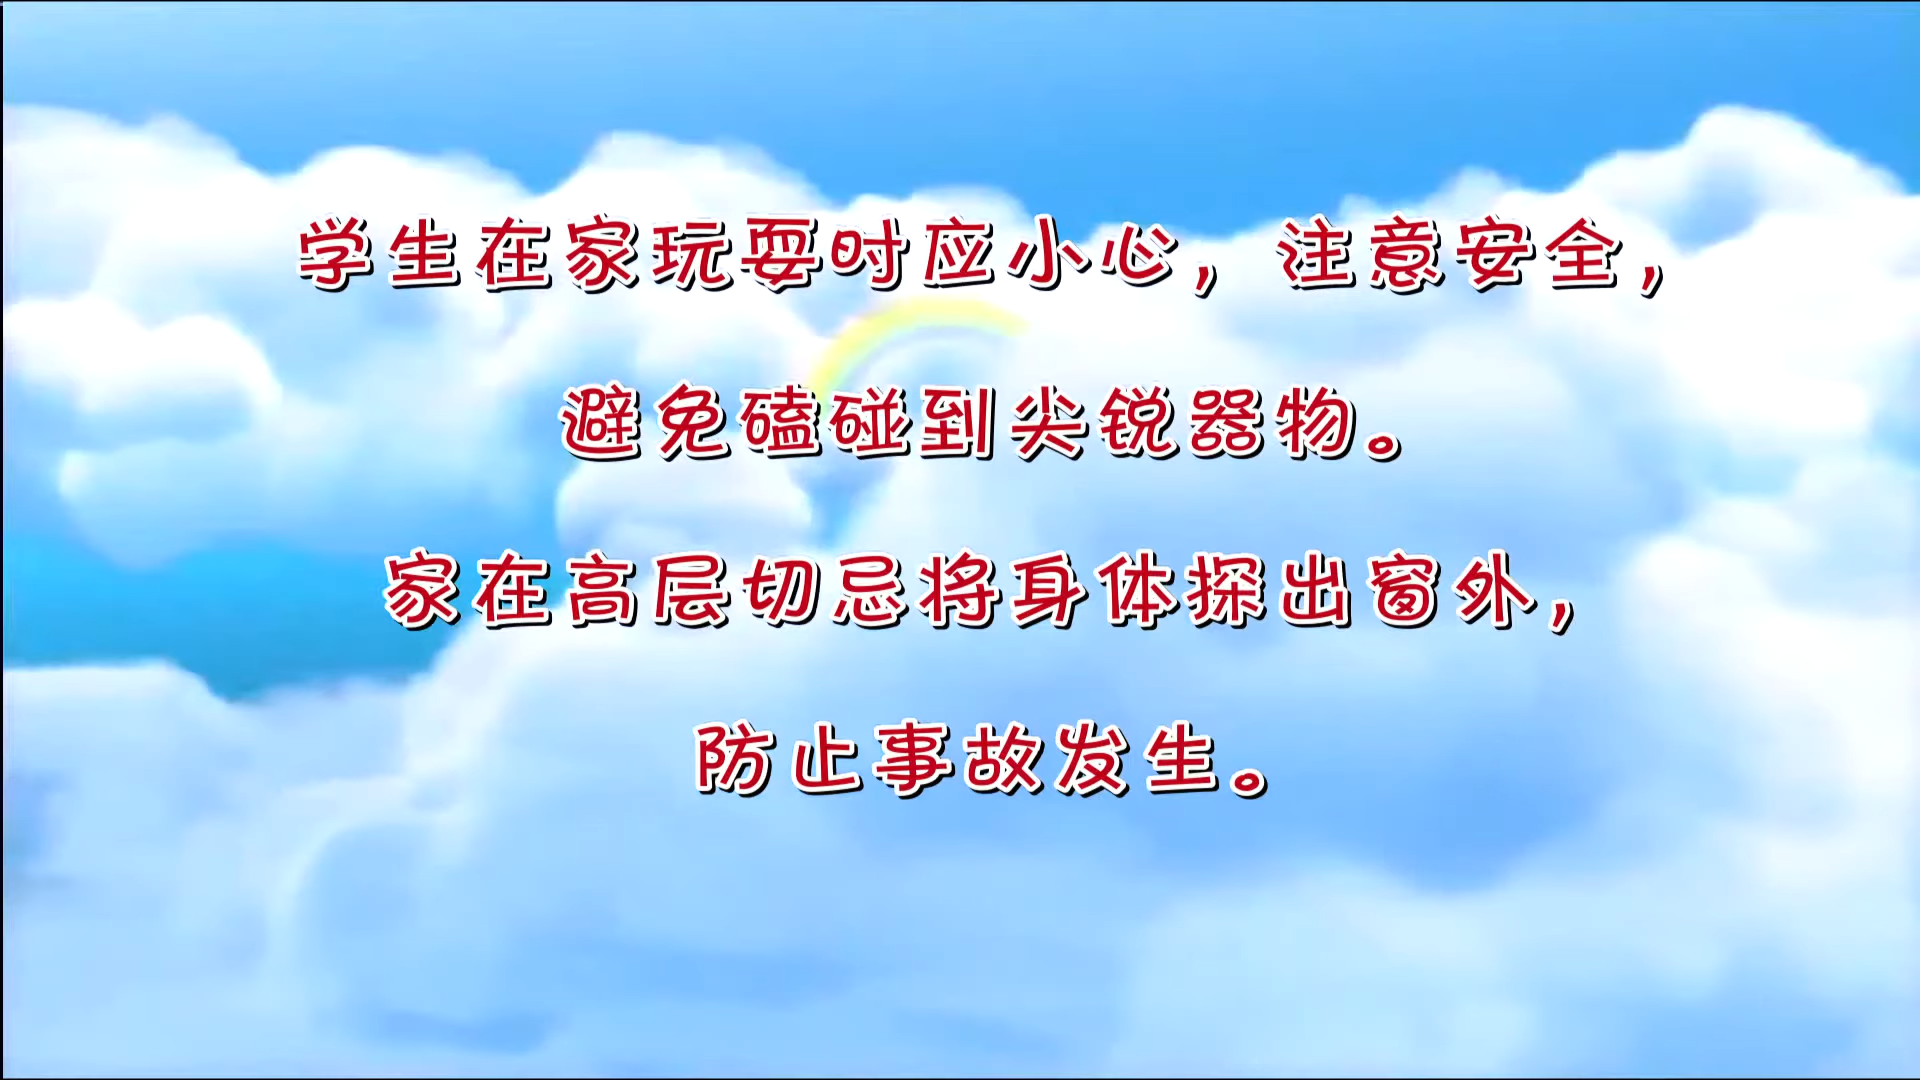 学生在家玩耍时应小心，注意安全，
避免磕碰到尖锐器物。
家在高层切忌将身体探出窗外，
防止事故发生。